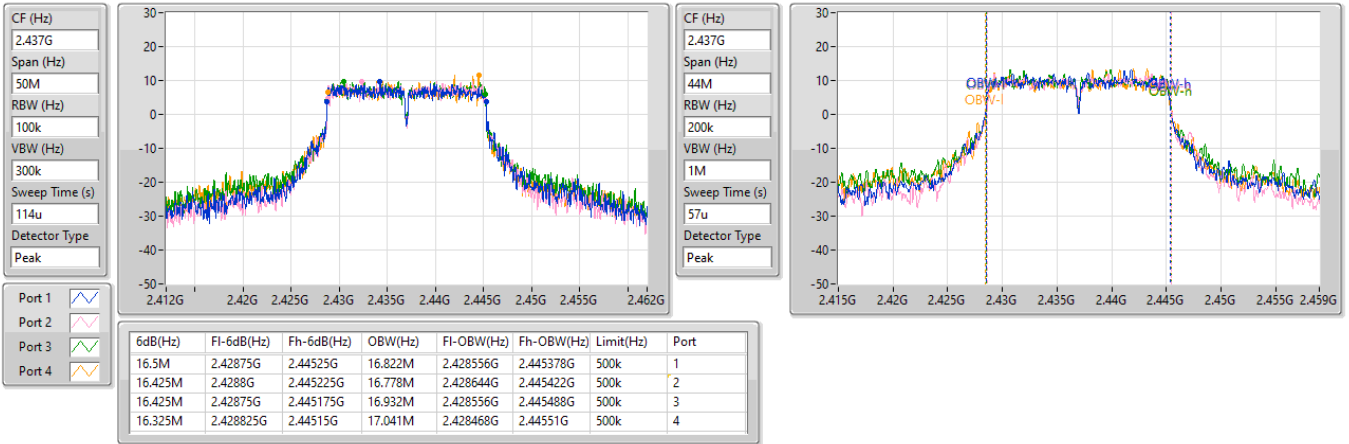 CF (Hz)
2.437G
Span (Hz)
50M
RBW (Hz)
100k
VBW (Hz)
300k
Sweep Time (s)
114u
Detector Type
Peak
30
20
10
0
-10
-20
-30
-40
-50
2.412G 2.42G 2.425G 2.43G 2.435G 2.44G 2.445G 2.45G 2.455G 2.462G
CF (Hz)
2.437G
Span (Hz)
44M
RBW (Hz)
200k
VBW (Hz)
1M
Sweep Time (s)
57u
Detector Type
Peak
30
20
10
0
-10
-20
-30
-40
-50
OBW-l
OBW-h
2.415G 2.42G 2.425G 2.43G 2.435G 2.44G 2.445G 2.45G 2.455G 2.459G
Port 1
Port 2
Port 3
Port 4
6dB(Hz) Fl-6dB(Hz) Fh-6dB(Hz) OBW(Hz) Fl-OBW(Hz) Fh-OBW(Hz) Limit(Hz) Port
16.5M 2.42875G 2.44525G 16.822M 2.428556G 2.445378G 500k 1
16.425M 2.4288G 2.445225G 16.778M 2.428644G 2.445422G 500k 2
16.425M 2.42875G 2.445175G 16.932M 2.428556G 2.445488G 500k 3
16.325M 2.428825G 2.44515G 17.041M 2.428468G 2.44551G 500k 4